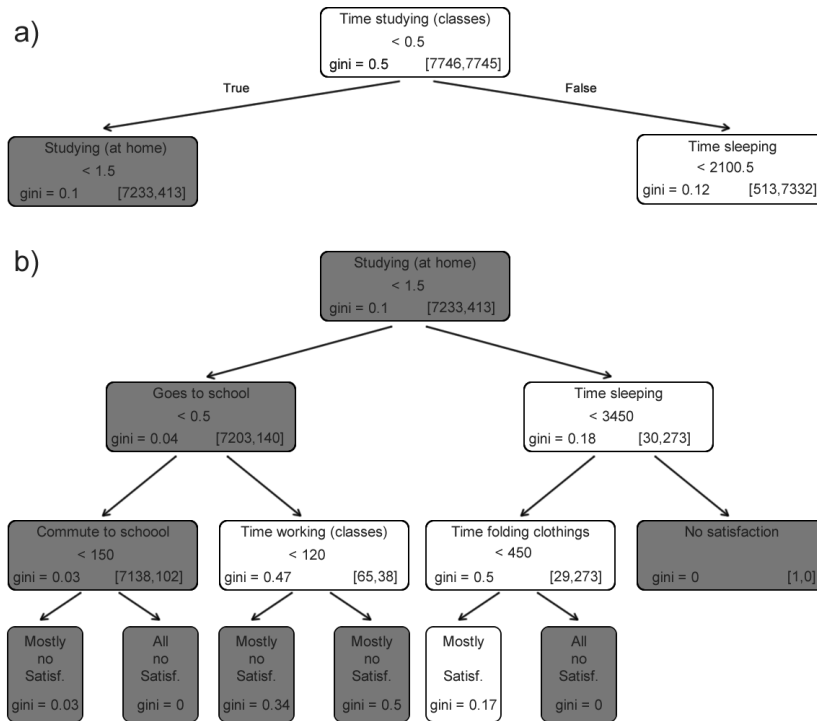 a)
Time studying (classes)
< 0.5
gini = 0.5 [7746,7745]
True
False
Studying (at home)
< 1.5
gini = 0.1 [7233,413]
Time sleeping
< 2100.5
gini = 0.12 [513,7332]
b)
Studying (at home)
< 1.5
gini = 0.1 [7233,413]
Goes to school
< 0.5
gini = 0.04 [7203,140]
Time sleeping
< 3450
gini = 0.18 [30,273]
Commute to schoool
< 150
gini = 0.03 [7138,102]
Time working (classes)
< 120
gini = 0.47 [65,38]
Time folding clothings
< 450
gini = 0.5 [29,273]
No satisfaction
gini = 0 [1,0]
Mostly
no
Satisf.
gini = 0.03
All
no
Satisf.
gini = 0
Mostly
no
Satisf.
gini = 0.34
Mostly
no
Satisf.
gini = 0.5
Mostly
Satisf.
gini = 0.17
All
no
Satisf.
gini = 0